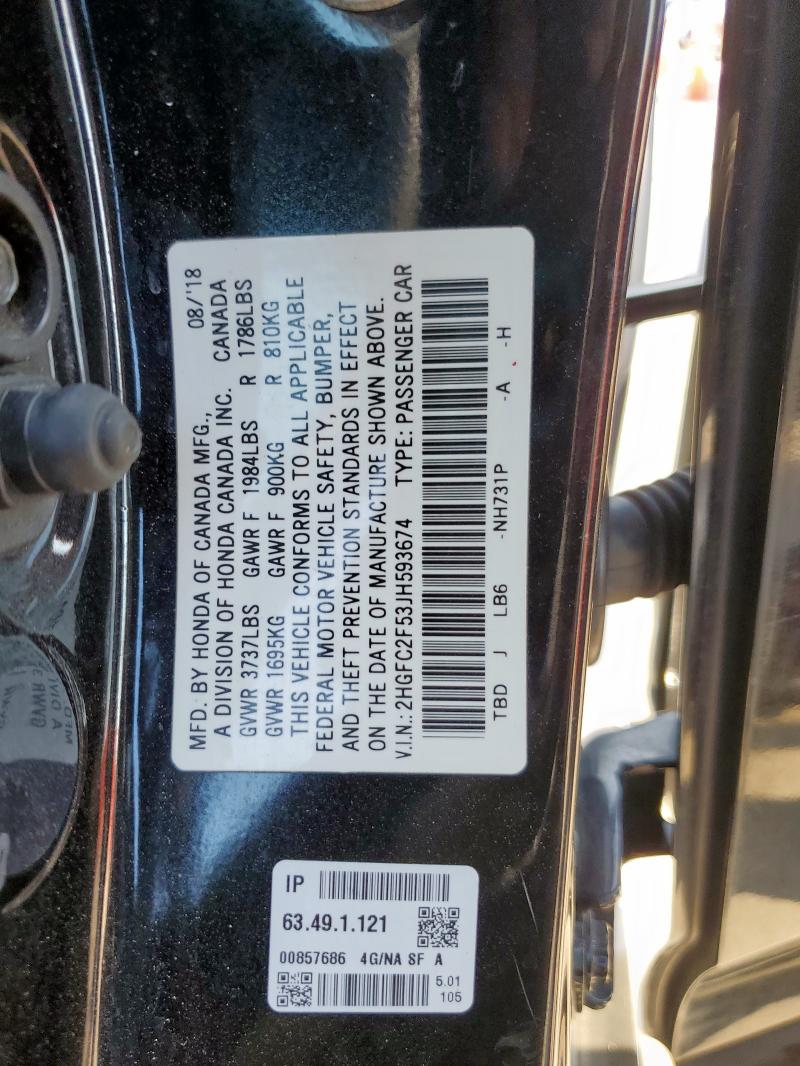 MFD. BY HONDA OF CANADA MFG., 08/'18
A DIVISION OF HONDA CANADA INC. CANADA
GVWR 3737LBS GAWR F 1984LBS R 1786LBS
GVWR 1695KG GAWR F 900KG R 810KG
THIS VEHICLE CONFORMS TO ALL APPLICABLE
FEDERAL MOTOR VEHICLE SAFETY, BUMPER,
AND THEFT PREVENTION STANDARDS IN EFFECT
ON THE DATE OF MANUFACTURE SHOWN ABOVE.
V.I.N.: 2HGFC2F53JH593674 TYPE: PASSENGER CAR
TBD J LB6 -NH731P -A -H
IP
63.49.1.121
00857686 4G/NA SF A
5.01
105